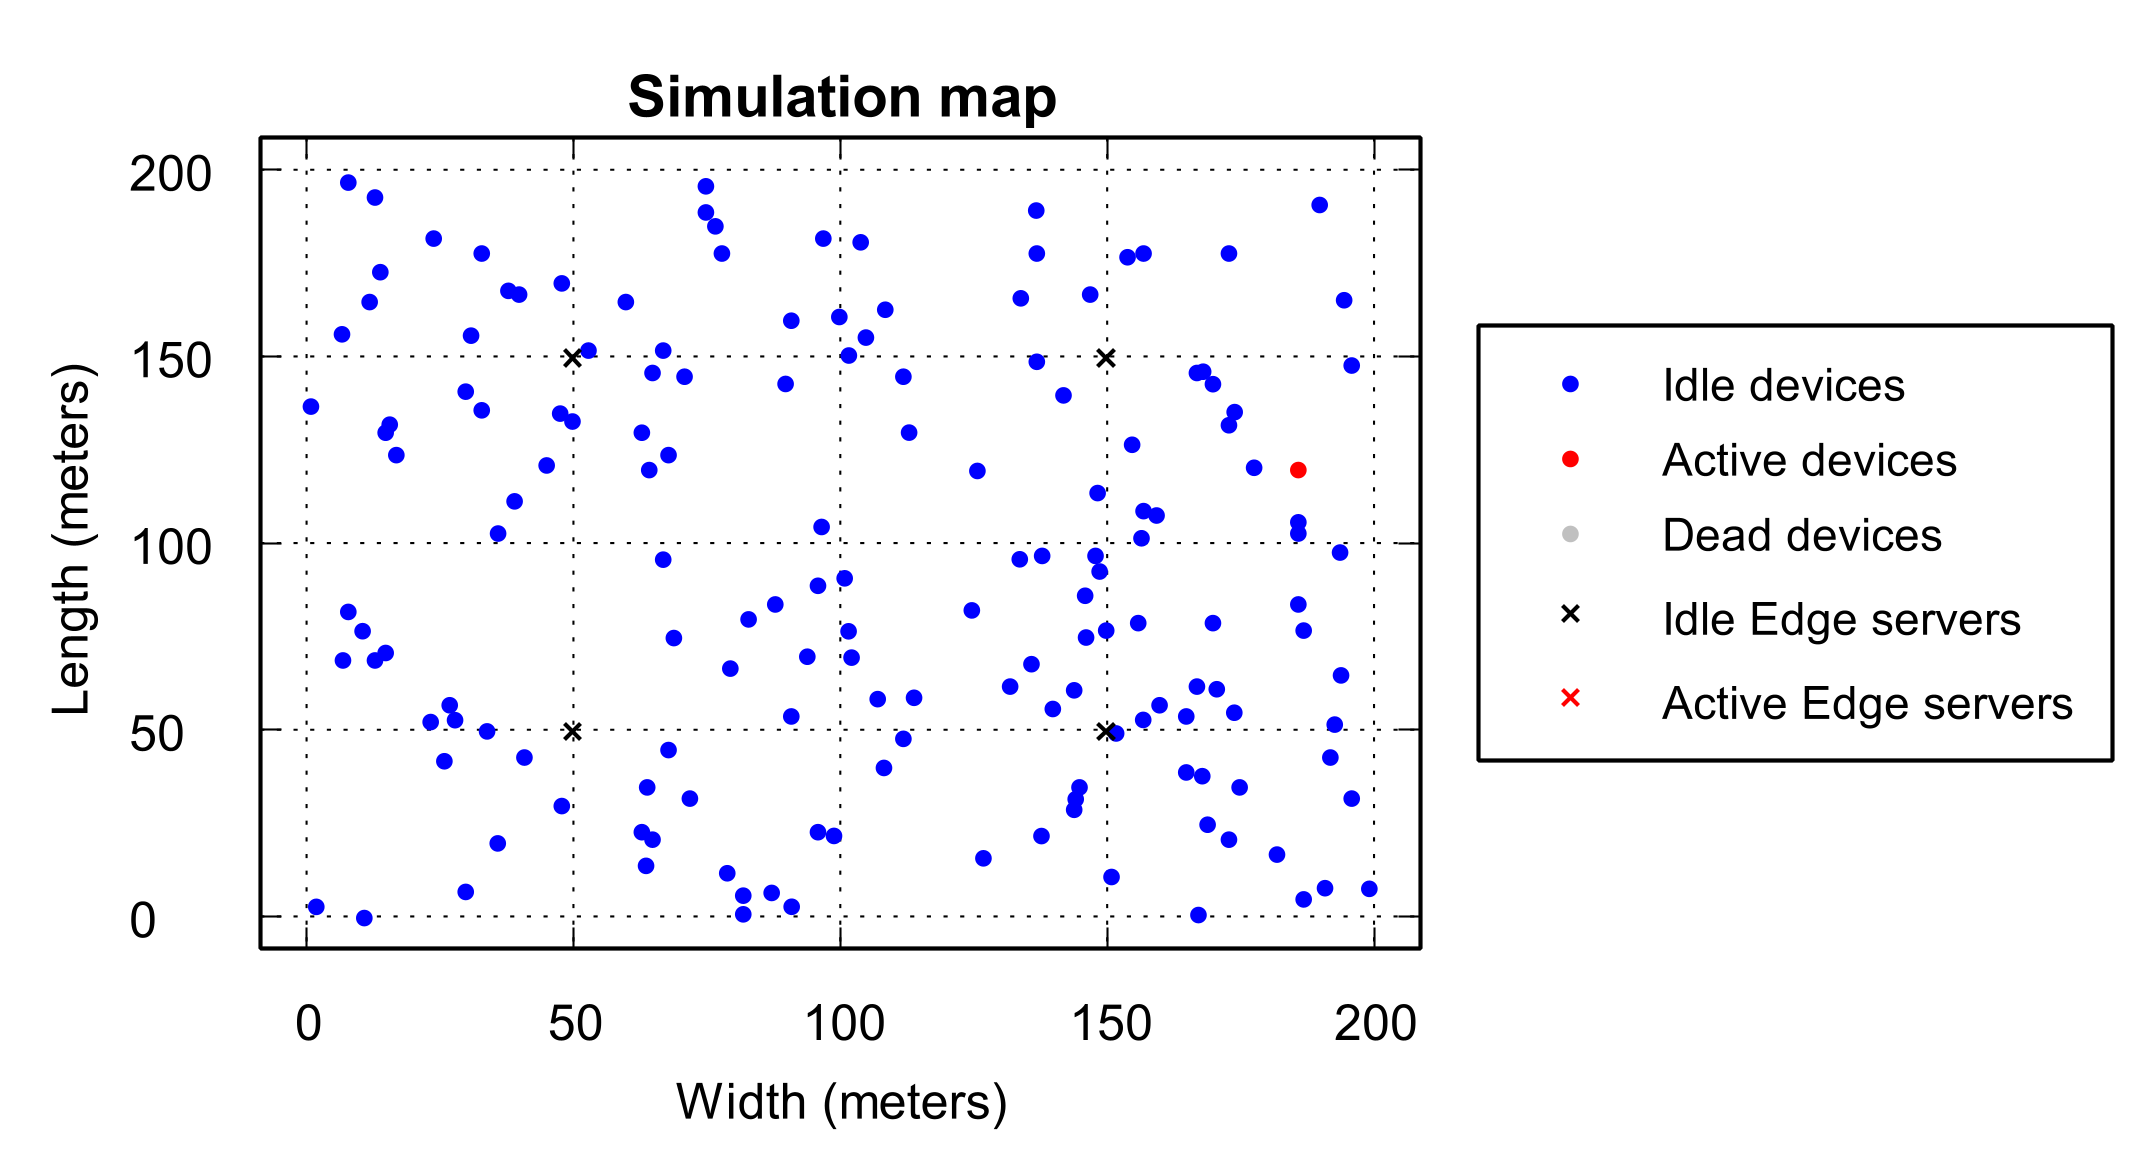 Simulation map
200
150
100
50
0
Length (meters)
0 50 100 150 200
Width (meters)
Idle devices
Active devices
Dead devices
Idle Edge servers
Active Edge servers